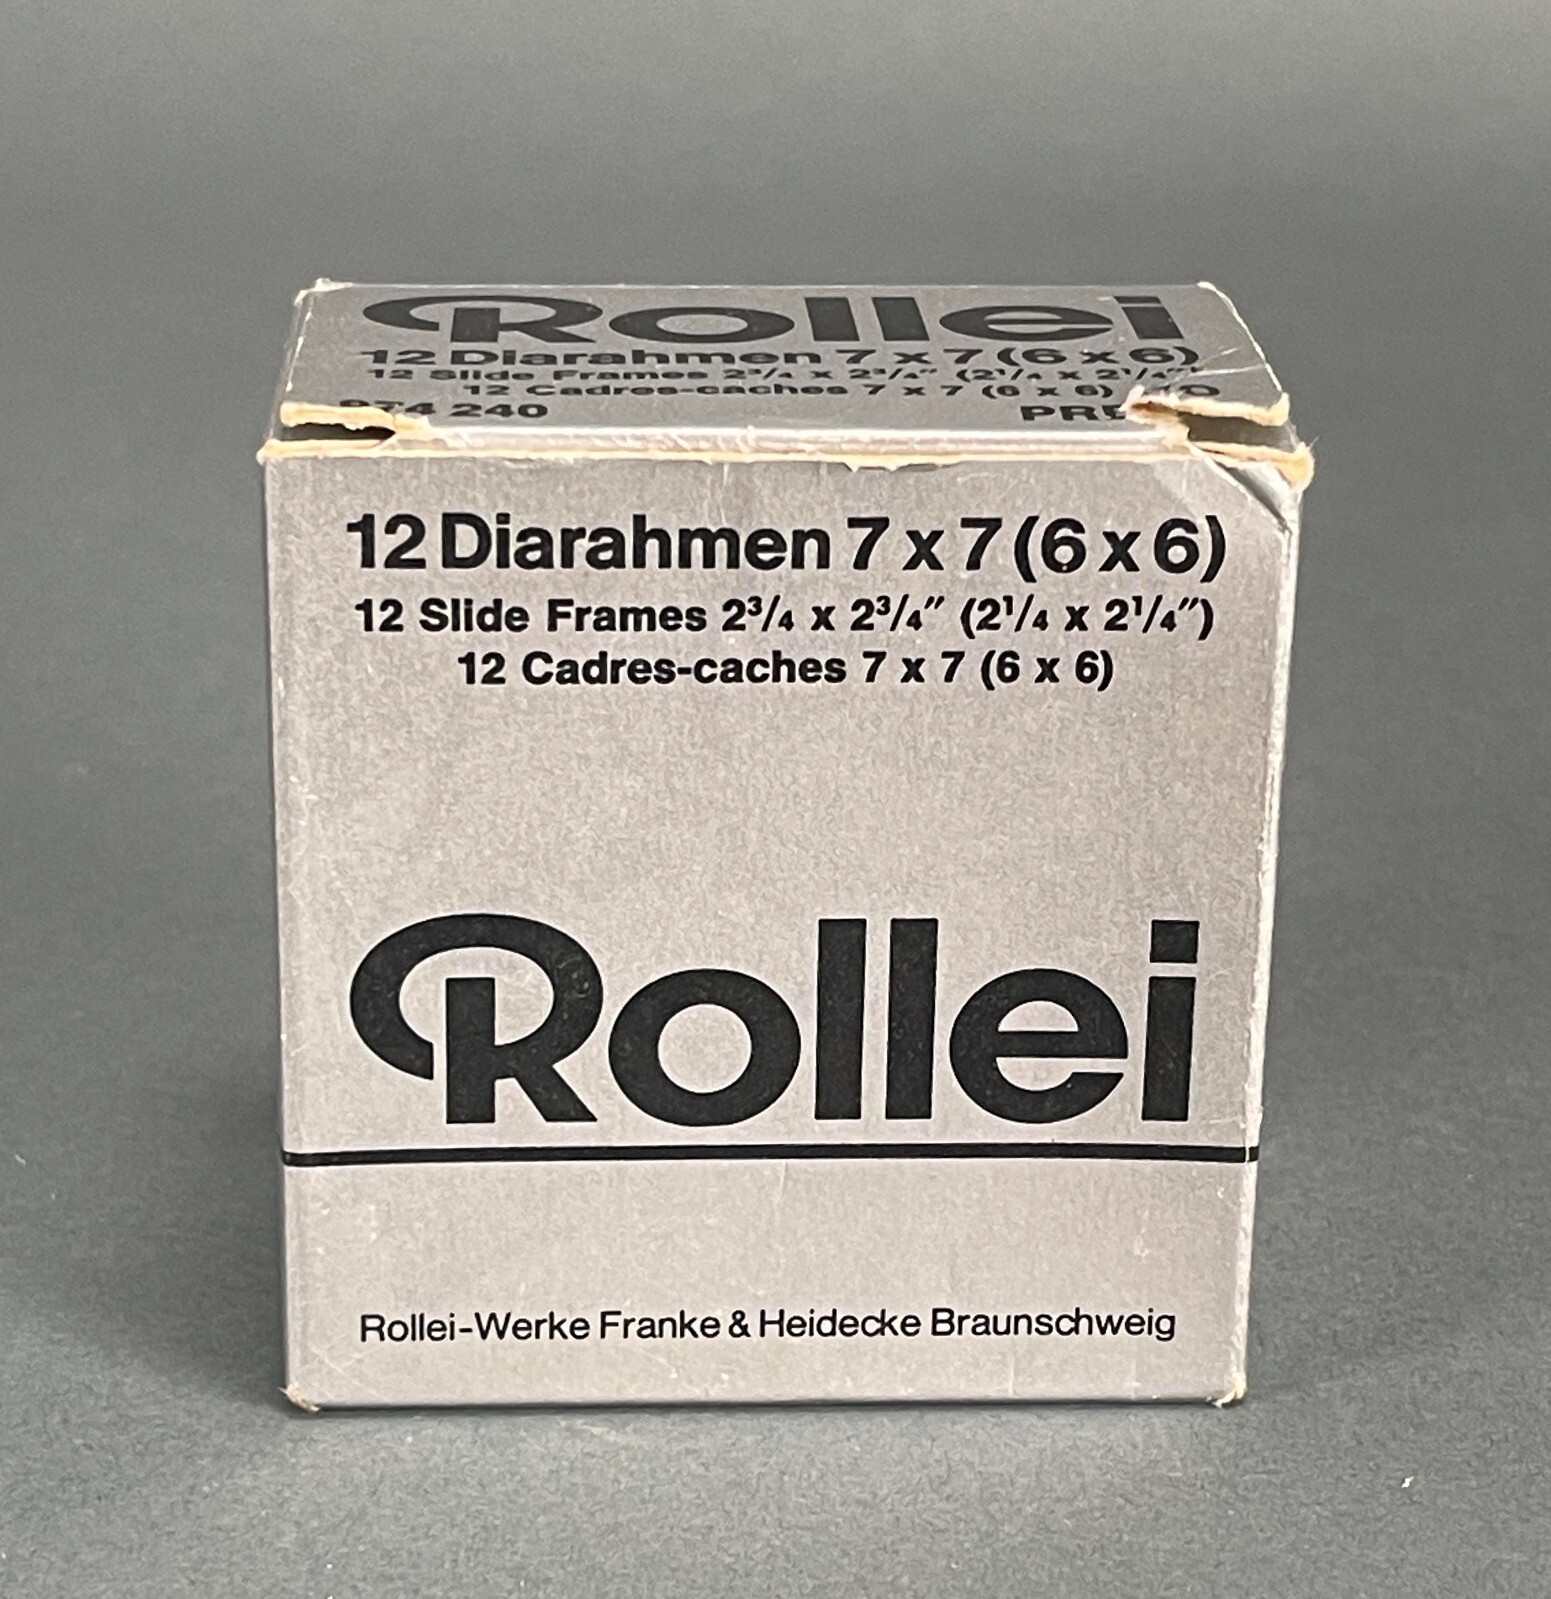 Rollei
12 Diarahmen 7 x 7 (6 x 6)
12 Slide Frames 2³/₄ x 2³/₄″ (2¹/₄ x 2¹/₄″)
12 Cadres-caches 7 x 7 (6 x 6)
974 240
12 Diarahmen 7 x 7 (6 x 6)
12 Slide Frames 2³/₄ x 2³/₄″ (2¹/₄ x 2¹/₄″)
12 Cadres-caches 7 x 7 (6 x 6)
Rollei
Rollei-Werke Franke & Heidecke Braunschweig